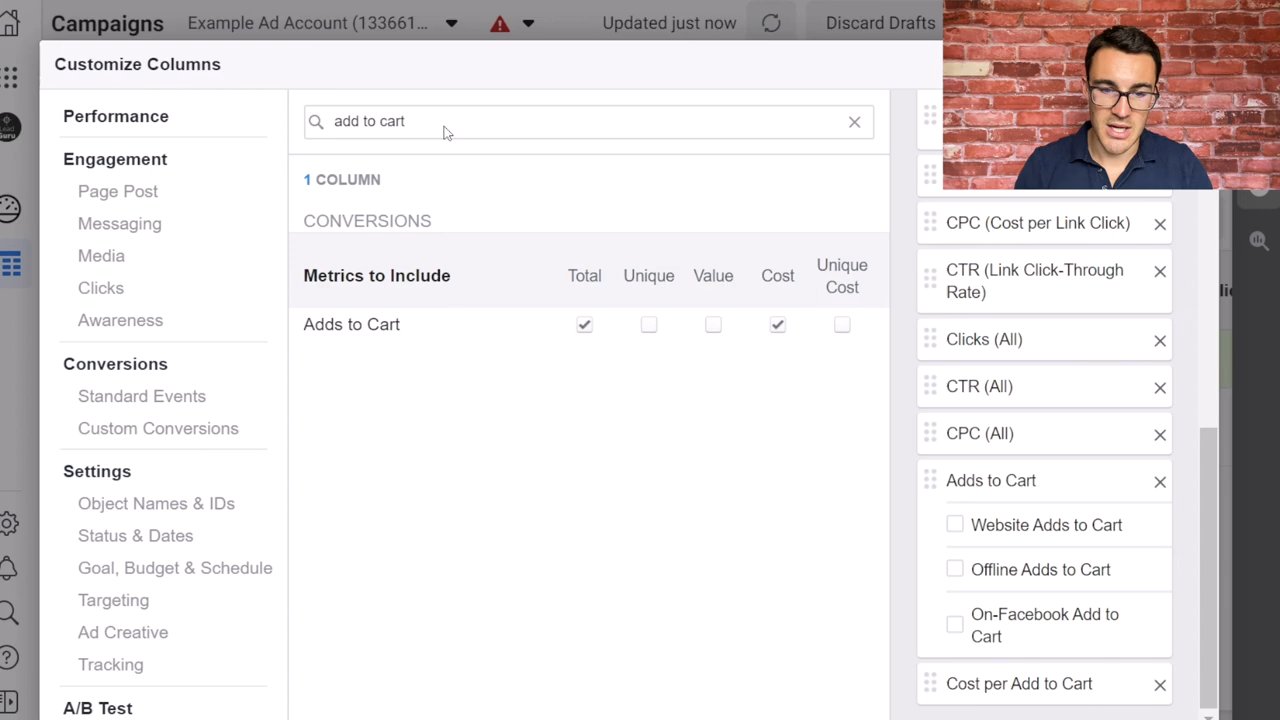 Campaigns
Example Ad Account (133661...
Updated just now
Discard Drafts
Customize Columns
Performance
Engagement
Page Post
Messaging
Media
Clicks
Awareness
Conversions
Standard Events
Custom Conversions
Settings
Object Names & IDs
Status & Dates
Goal, Budget & Schedule
Targeting
Ad Creative
Tracking
A/B Test
add to cart
1 COLUMN
CONVERSIONS
Metrics to Include
Total
Unique
Value
Cost
Unique
Cost
Adds to Cart
CPC (Cost per Link Click)
CTR (Link Click-Through
Rate)
Clicks (All)
CTR (All)
CPC (All)
Adds to Cart
Website Adds to Cart
Offline Adds to Cart
On-Facebook Add to
Cart
Cost per Add to Cart